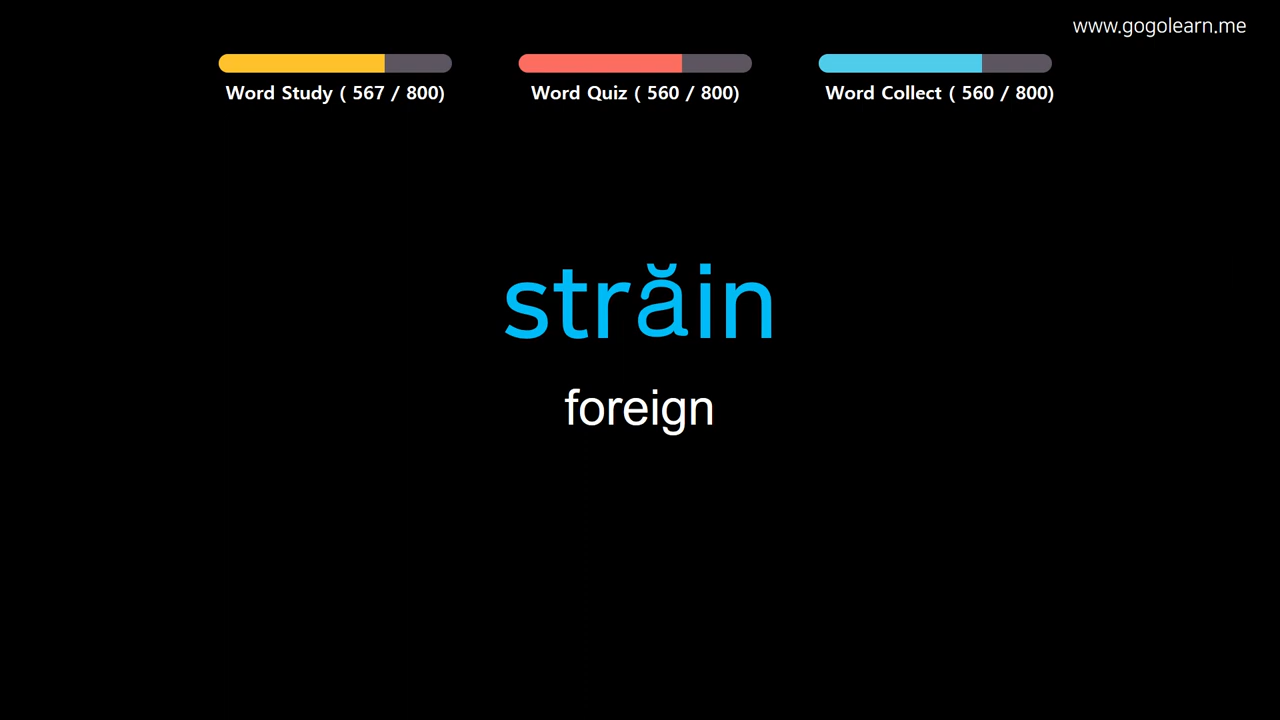 www.gogolearn.me
Word Study ( 567 / 800)
Word Quiz ( 560 / 800)
Word Collect ( 560 / 800)
străin
foreign